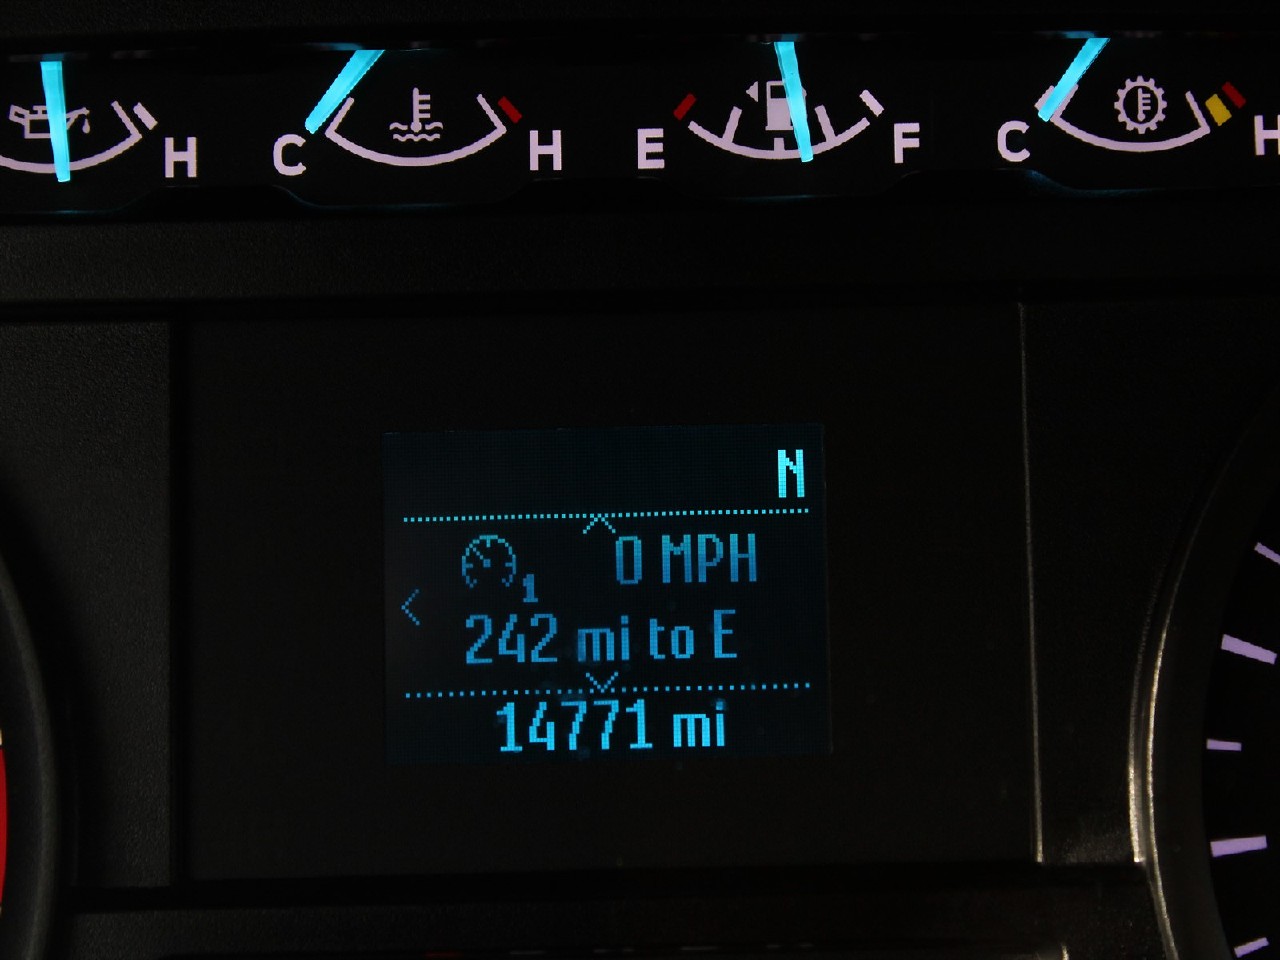 H C H E F C H
N
0 MPH
1
242 mi to E
14771 mi